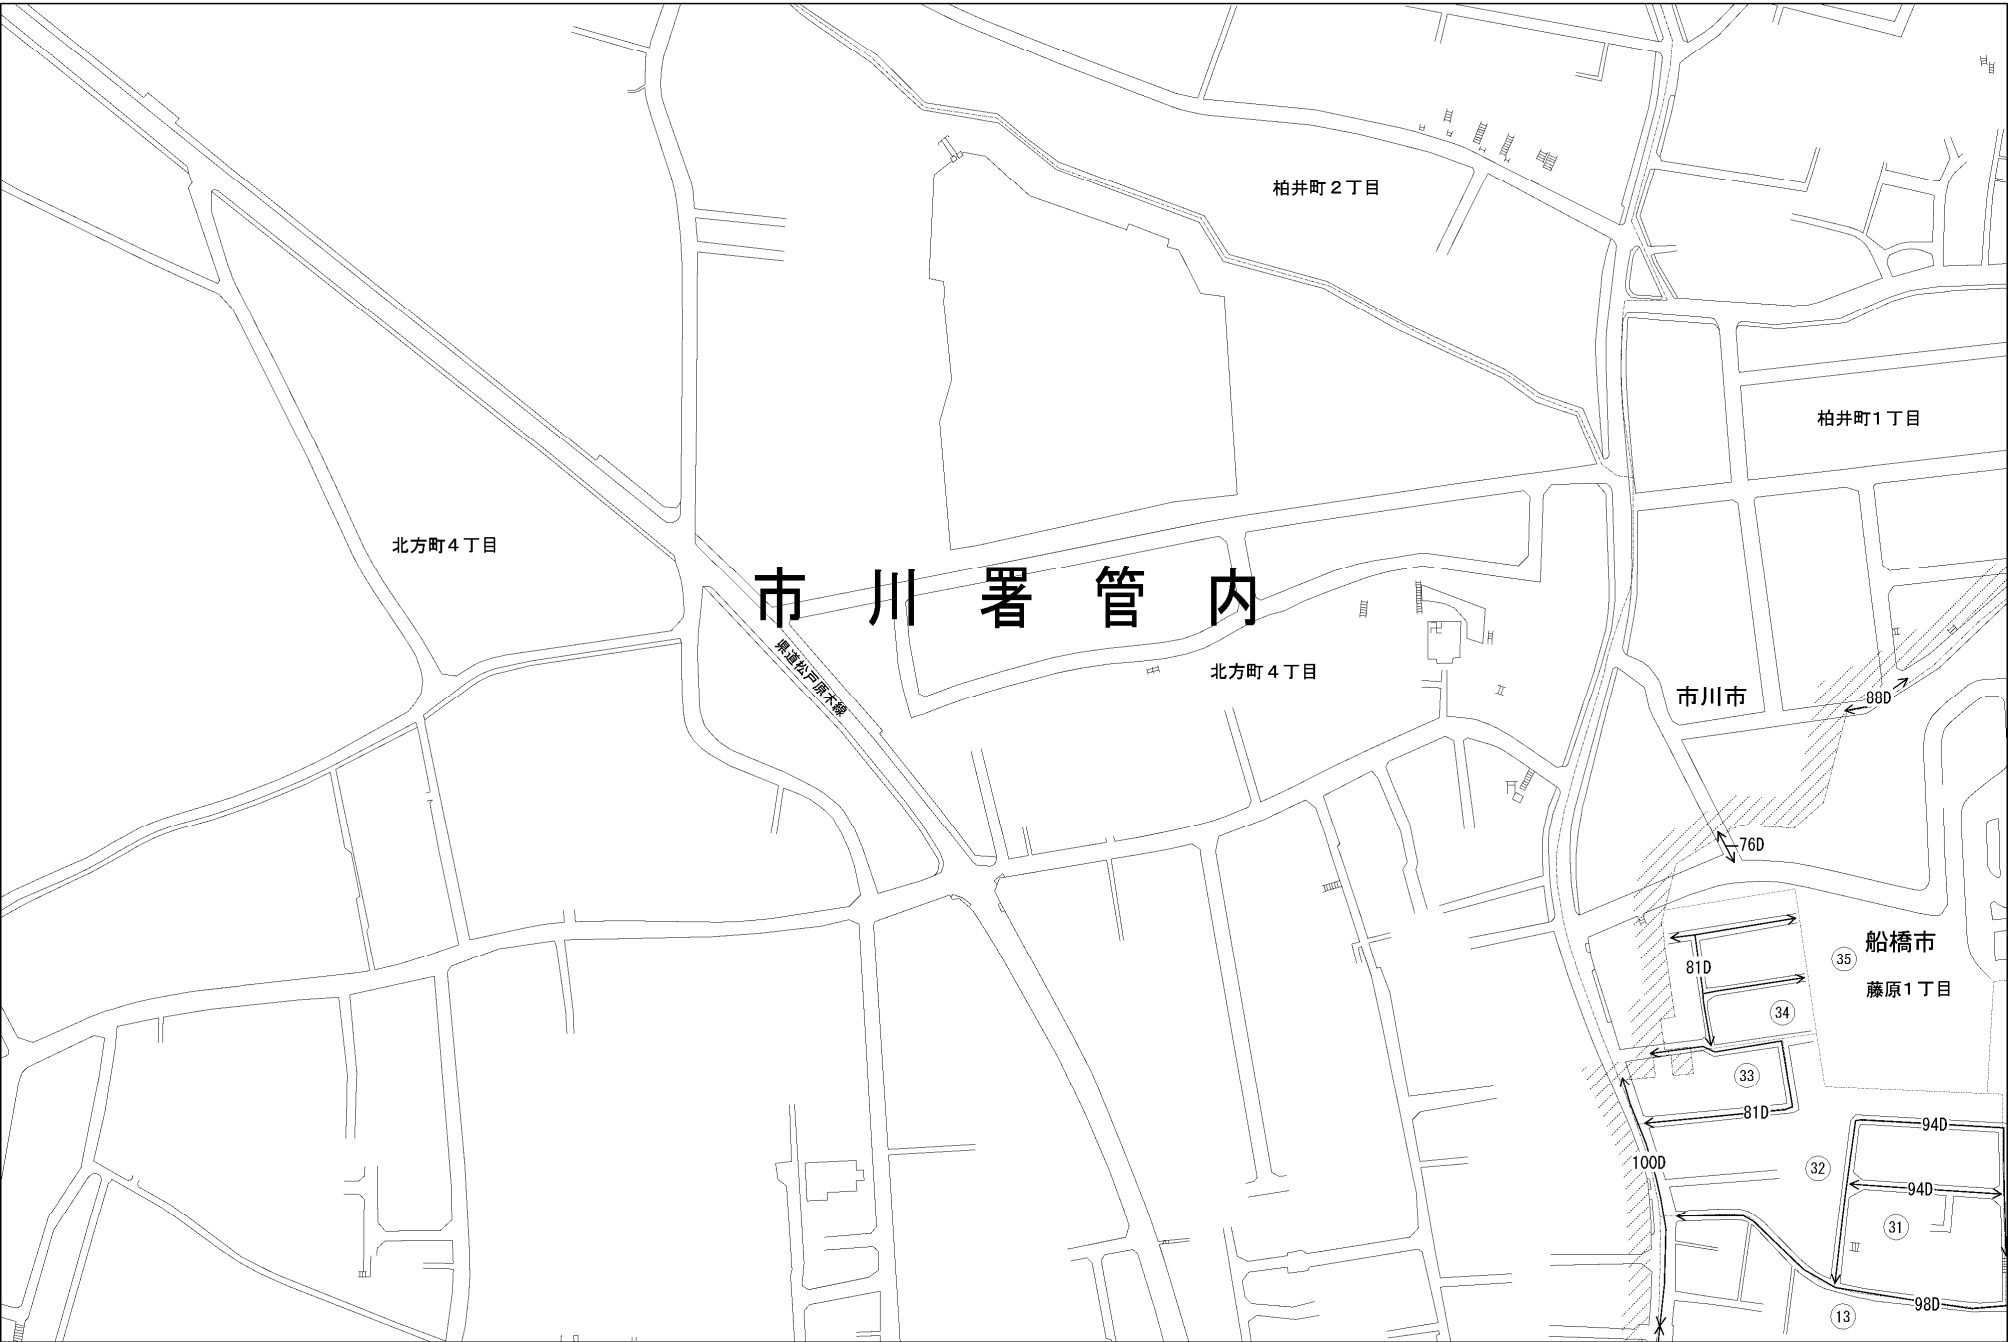 柏井町２丁目
柏井町１丁目
北方町４丁目
市川署管内
県道松戸原木線
北方町４丁目
市川市
88D
76D
船橋市
35
81D
藤原１丁目
34
33
81D
94D
100D
32
94D
31
98D
13